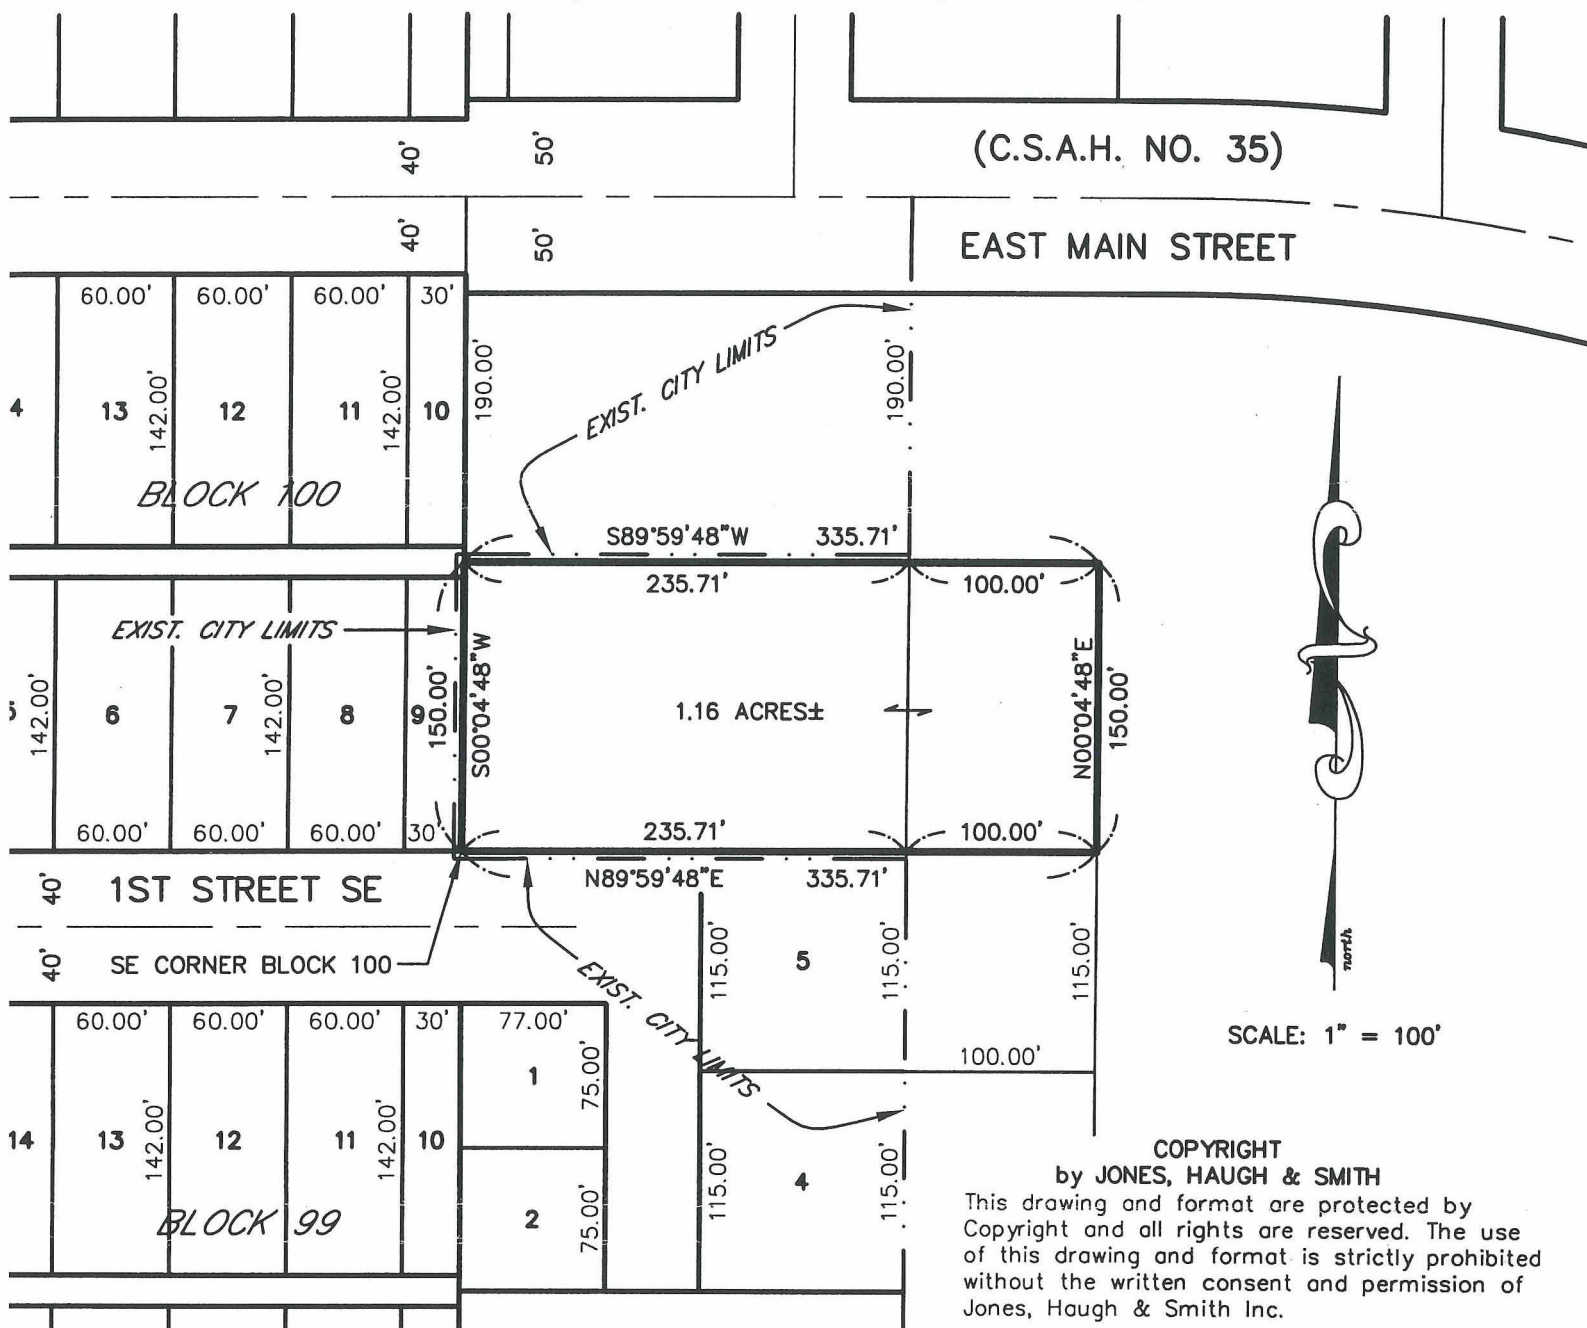 (C.S.A.H. NO. 35)
40'
50'
40'
50'
EAST MAIN STREET
60.00'
60.00'
60.00'
30'
190.00'
EXIST. CITY LIMITS
190.00'
4
13
142.00'
12
11
142.00'
10
BLOCK 100
S89°59'48"W
335.71'
235.71'
100.00'
EXIST. CITY LIMITS
142.00'
6
7
142.00'
8
9
150.00'
S00°04'48"W
1.16 ACRES±
N00°04'48"E
150.00'
60.00'
60.00'
60.00'
30'
235.71'
100.00'
40'
1ST STREET SE
N89°59'48"E
335.71'
40'
SE CORNER BLOCK 100
EXIST. CITY LIMITS
115.00'
5
115.00'
115.00'
north
60.00'
60.00'
60.00'
30'
77.00'
SCALE: 1" = 100'
1
75.00'
100.00'
14
13
142.00'
12
11
142.00'
10
2
75.00'
115.00'
4
115.00'
BLOCK 99
COPYRIGHT
by JONES, HAUGH & SMITH
This drawing and format are protected by
Copyright and all rights are reserved. The use
of this drawing and format is strictly prohibited
without the written consent and permission of
Jones, Haugh & Smith Inc.